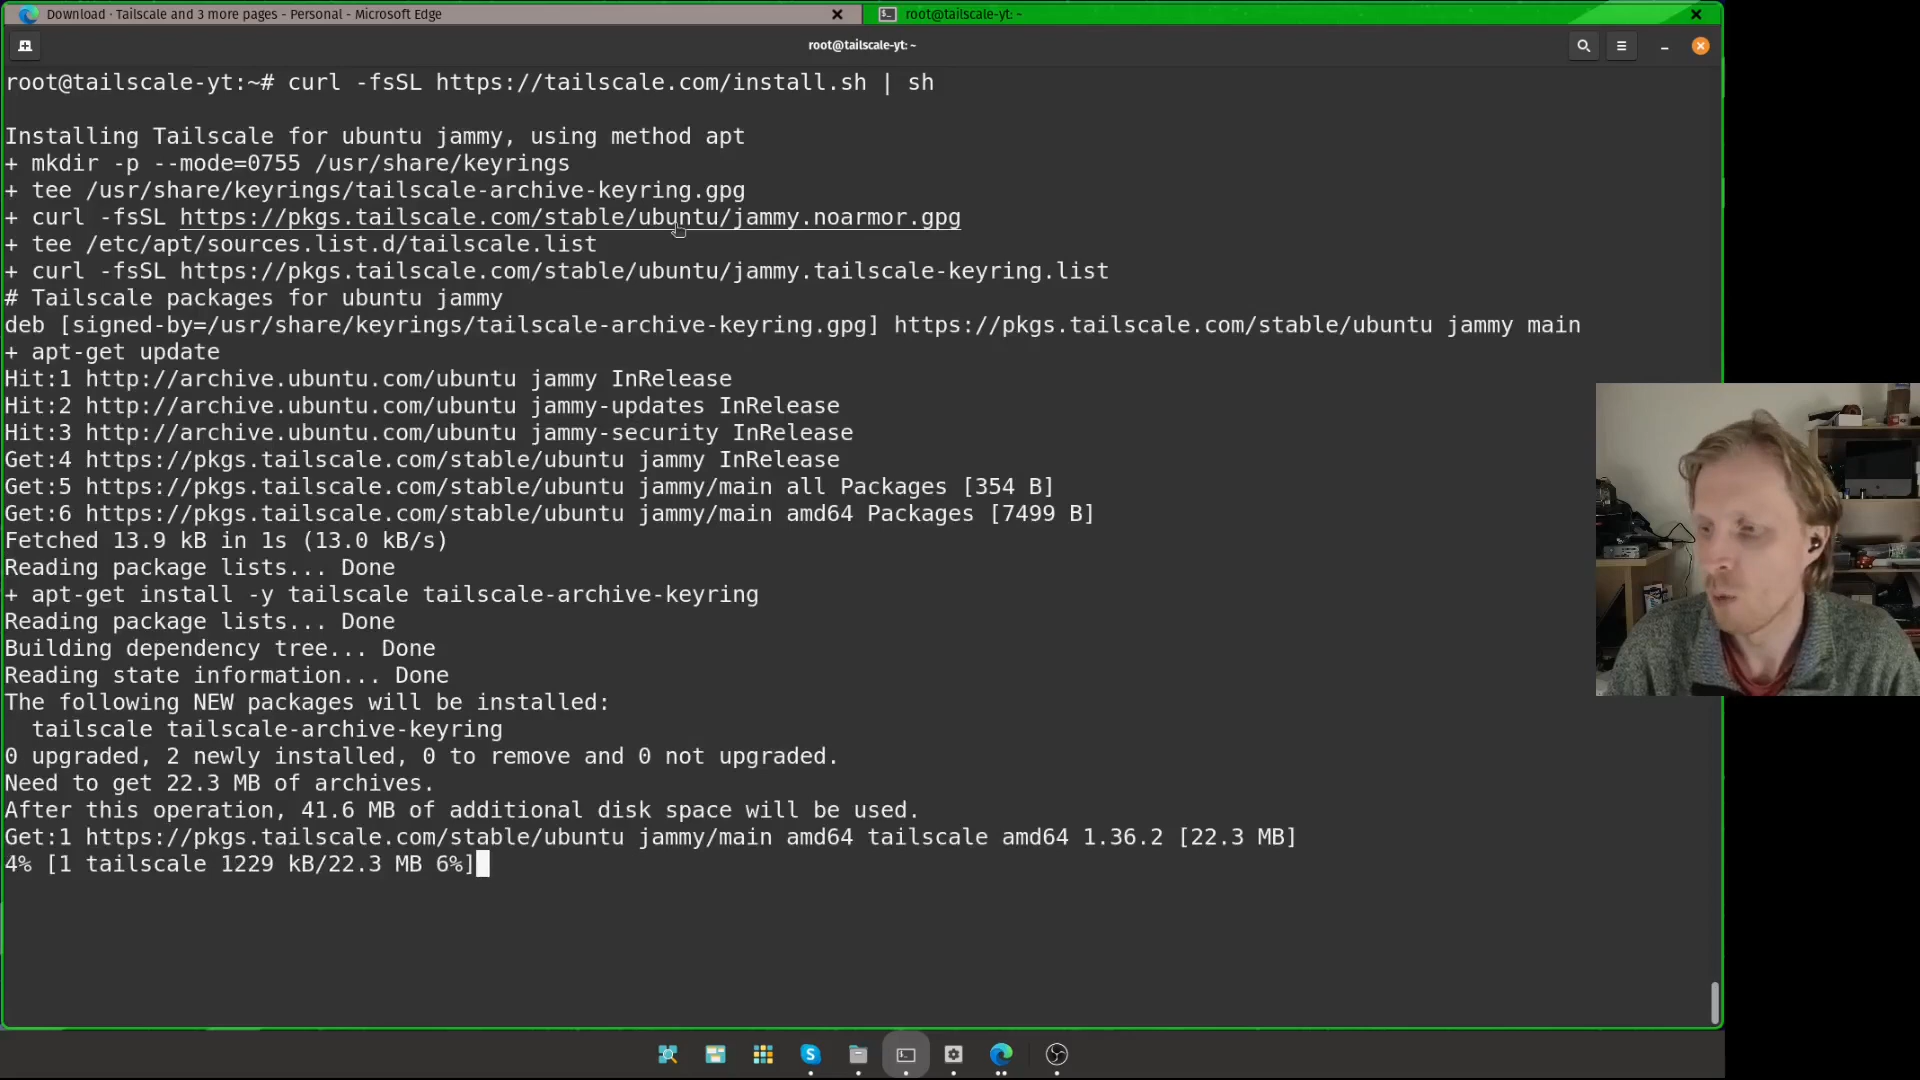 Download · Tailscale and 3 more pages - Personal - Microsoft Edge
root@tailscale-yt: ~
root@tailscale-yt: ~
root@tailscale-yt:~# curl -fsSL https://tailscale.com/install.sh | sh
Installing Tailscale for ubuntu jammy, using method apt
+ mkdir -p --mode=0755 /usr/share/keyrings
+ tee /usr/share/keyrings/tailscale-archive-keyring.gpg
+ curl -fsSL https://pkgs.tailscale.com/stable/ubuntu/jammy.noarmor.gpg
+ tee /etc/apt/sources.list.d/tailscale.list
+ curl -fsSL https://pkgs.tailscale.com/stable/ubuntu/jammy.tailscale-keyring.list
# Tailscale packages for ubuntu jammy
deb [signed-by=/usr/share/keyrings/tailscale-archive-keyring.gpg] https://pkgs.tailscale.com/stable/ubuntu jammy main
+ apt-get update
Hit:1 http://archive.ubuntu.com/ubuntu jammy InRelease
Hit:2 http://archive.ubuntu.com/ubuntu jammy-updates InRelease
Hit:3 http://archive.ubuntu.com/ubuntu jammy-security InRelease
Get:4 https://pkgs.tailscale.com/stable/ubuntu jammy InRelease
Get:5 https://pkgs.tailscale.com/stable/ubuntu jammy/main all Packages [354 B]
Get:6 https://pkgs.tailscale.com/stable/ubuntu jammy/main amd64 Packages [7499 B]
Fetched 13.9 kB in 1s (13.0 kB/s)
Reading package lists... Done
+ apt-get install -y tailscale tailscale-archive-keyring
Reading package lists... Done
Building dependency tree... Done
Reading state information... Done
The following NEW packages will be installed:
  tailscale tailscale-archive-keyring
0 upgraded, 2 newly installed, 0 to remove and 0 not upgraded.
Need to get 22.3 MB of archives.
After this operation, 41.6 MB of additional disk space will be used.
Get:1 https://pkgs.tailscale.com/stable/ubuntu jammy/main amd64 tailscale amd64 1.36.2 [22.3 MB]
4% [1 tailscale 1229 kB/22.3 MB 6%]